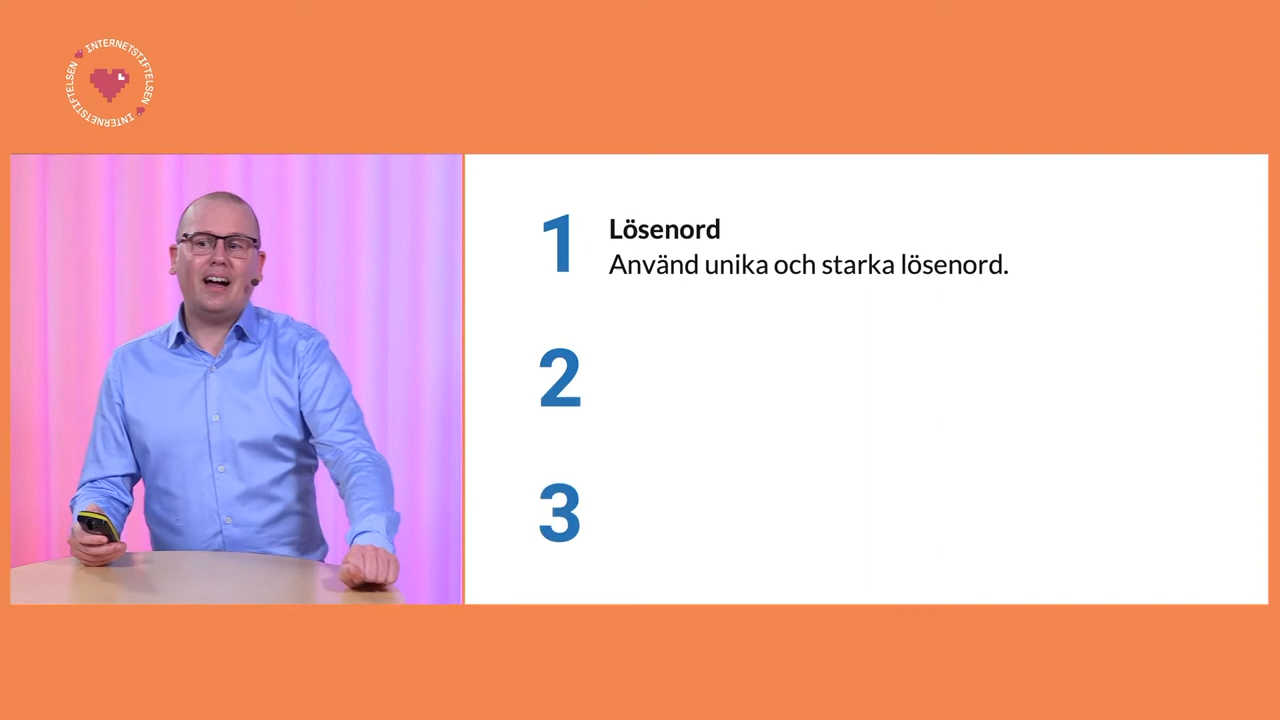 INTERNETSTIFTELSEN
INTERNETSTIFTELSEN
1
Lösenord
Använd unika och starka lösenord.
2
3